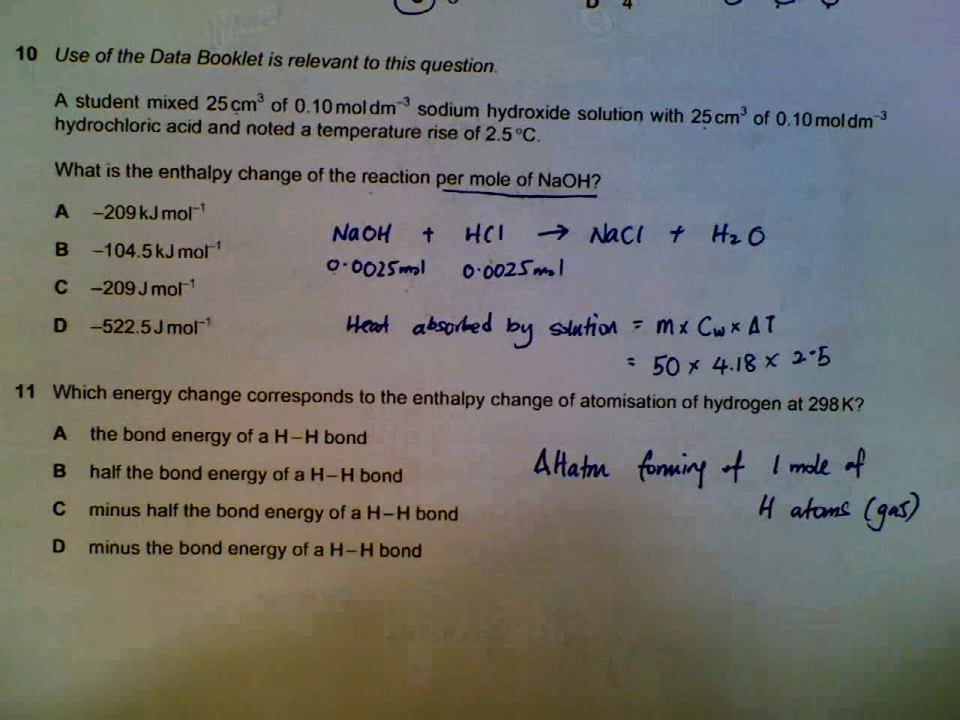 D 4
10 Use of the Data Booklet is relevant to this question.
A student mixed 25 cm³ of 0.10 mol dm⁻³ sodium hydroxide solution with 25 cm³ of 0.10 mol dm⁻³
hydrochloric acid and noted a temperature rise of 2.5 °C.
What is the enthalpy change of the reaction per mole of NaOH?
A −209 kJ mol⁻¹
B −104.5 kJ mol⁻¹
C −209 J mol⁻¹
D −522.5 J mol⁻¹
NaOH + HCl → NaCl + H₂O
0.0025mol 0.0025mol
Heat absorbed by solution = m x Cw x ΔT
= 50 x 4.18 x 2.5
11 Which energy change corresponds to the enthalpy change of atomisation of hydrogen at 298 K?
A the bond energy of a H–H bond
B half the bond energy of a H–H bond
C minus half the bond energy of a H–H bond
D minus the bond energy of a H–H bond
ΔHatm forming of 1 mole of
H atoms (gas)